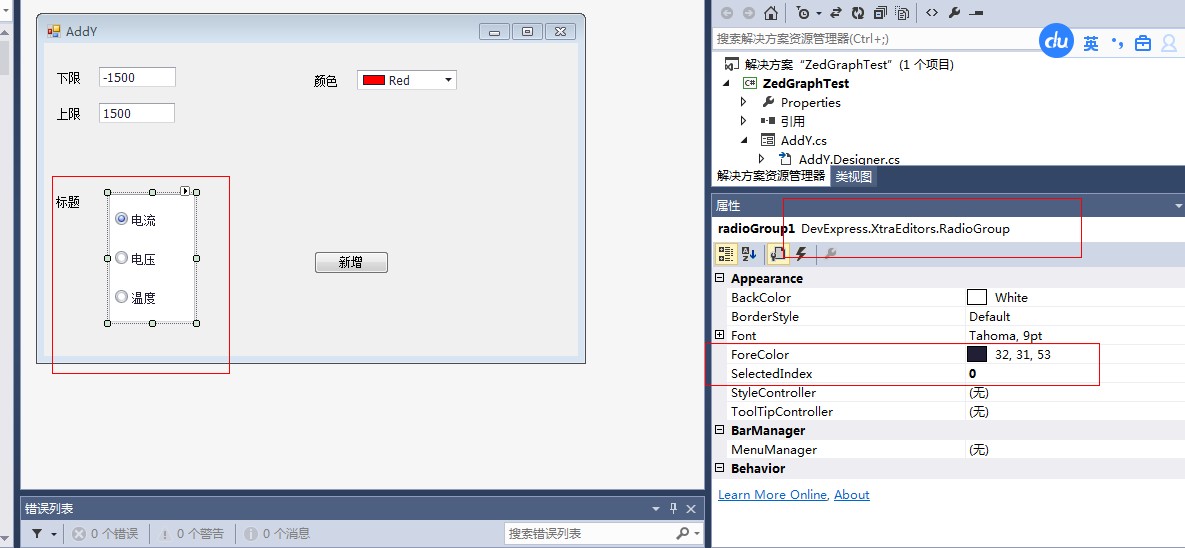 AddY
下限 -1500
颜色 Red
上限 1500
标题
电流
电压
温度
新增
错误列表
0 个错误 0 个警告 0 个消息
搜索错误列表
搜索解决方案资源管理器(Ctrl+;)
du 英
解决方案“ZedGraphTest”(1 个项目)
C# ZedGraphTest
Properties
引用
AddY.cs
AddY.Designer.cs
解决方案资源管理器 类视图
属性
radioGroup1 DevExpress.XtraEditors.RadioGroup
Appearance
BackColor White
BorderStyle Default
Font Tahoma, 9pt
ForeColor 32, 31, 53
SelectedIndex 0
StyleController (无)
ToolTipController (无)
BarManager
MenuManager (无)
Behavior
Learn More Online, About